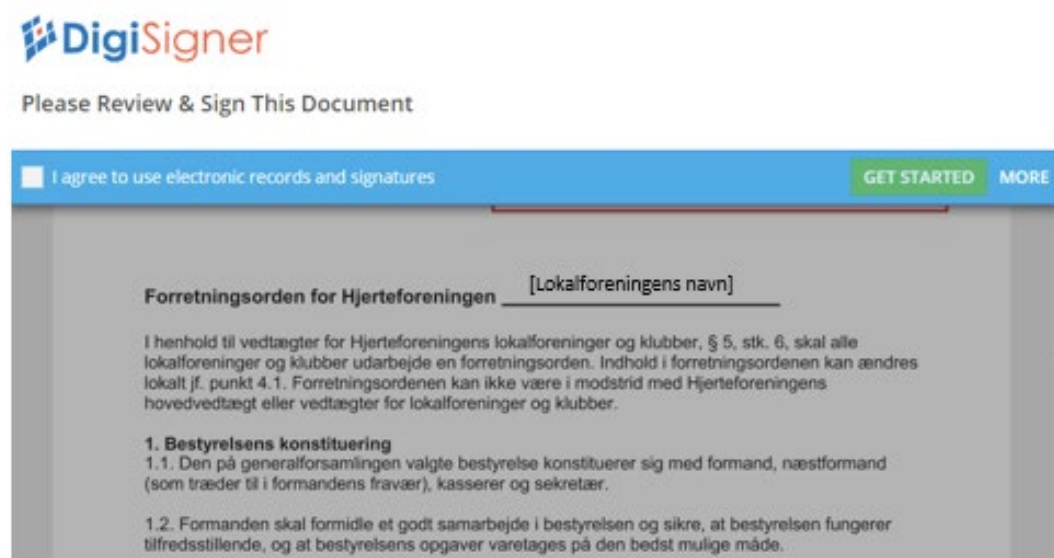 DigiSigner
Please Review & Sign This Document
I agree to use electronic records and signatures GET STARTED MORE
Forretningsorden for Hjerteforeningen [Lokalforeningens navn]
I henhold til vedtægter for Hjerteforeningens lokalforeninger og klubber, § 5, stk. 6, skal alle
lokalforeninger og klubber udarbejde en forretningsorden. Indhold i forretningsordenen kan ændres
lokalt jf. punkt 4.1. Forretningsordenen kan ikke være i modstrid med Hjerteforeningens
hovedvedtægt eller vedtægter for lokalforeninger og klubber.
1. Bestyrelsens konstituering
1.1. Den på generalforsamlingen valgte bestyrelse konstituerer sig med formand, næstformand
(som træder til i formandens fravær), kasserer og sekretær.
1.2. Formanden skal formidle et godt samarbejde i bestyrelsen og sikre, at bestyrelsen fungerer
tilfredsstillende, og at bestyrelsens opgaver varetages på den bedst mulige måde.